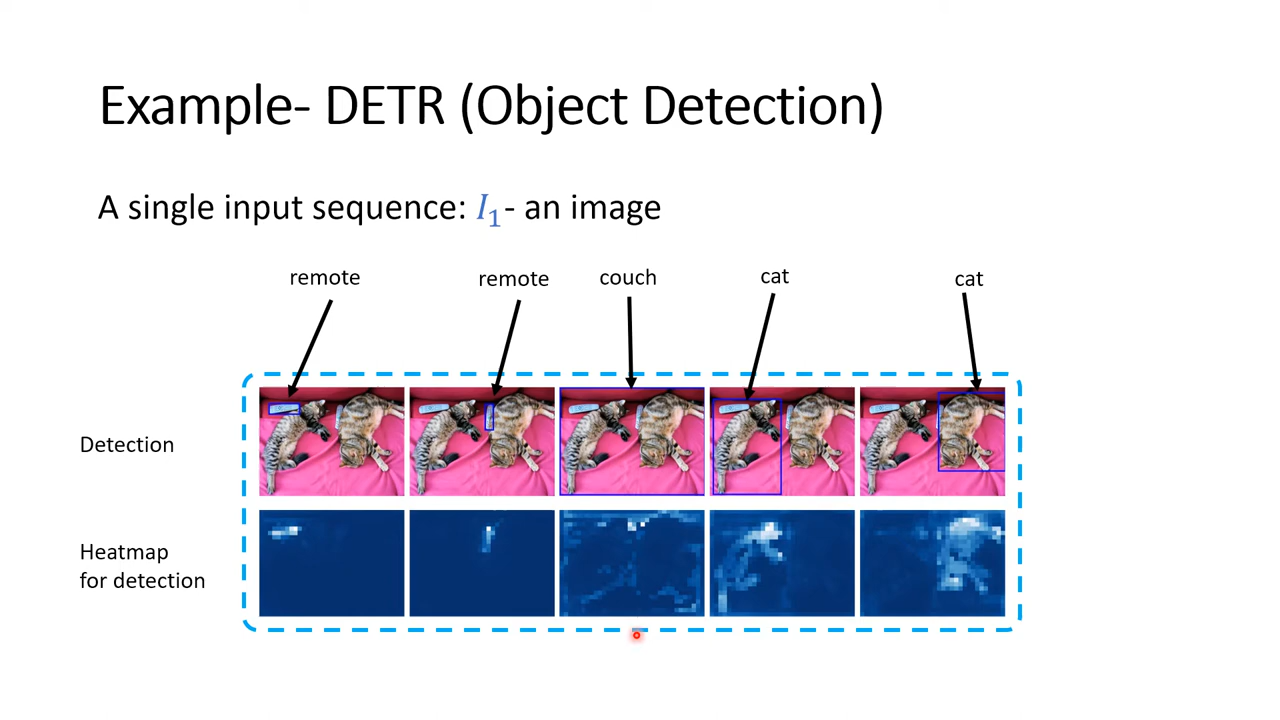 Example- DETR (Object Detection)
A single input sequence: I₁- an image
remote remote couch cat cat
Detection
Heatmap
for detection